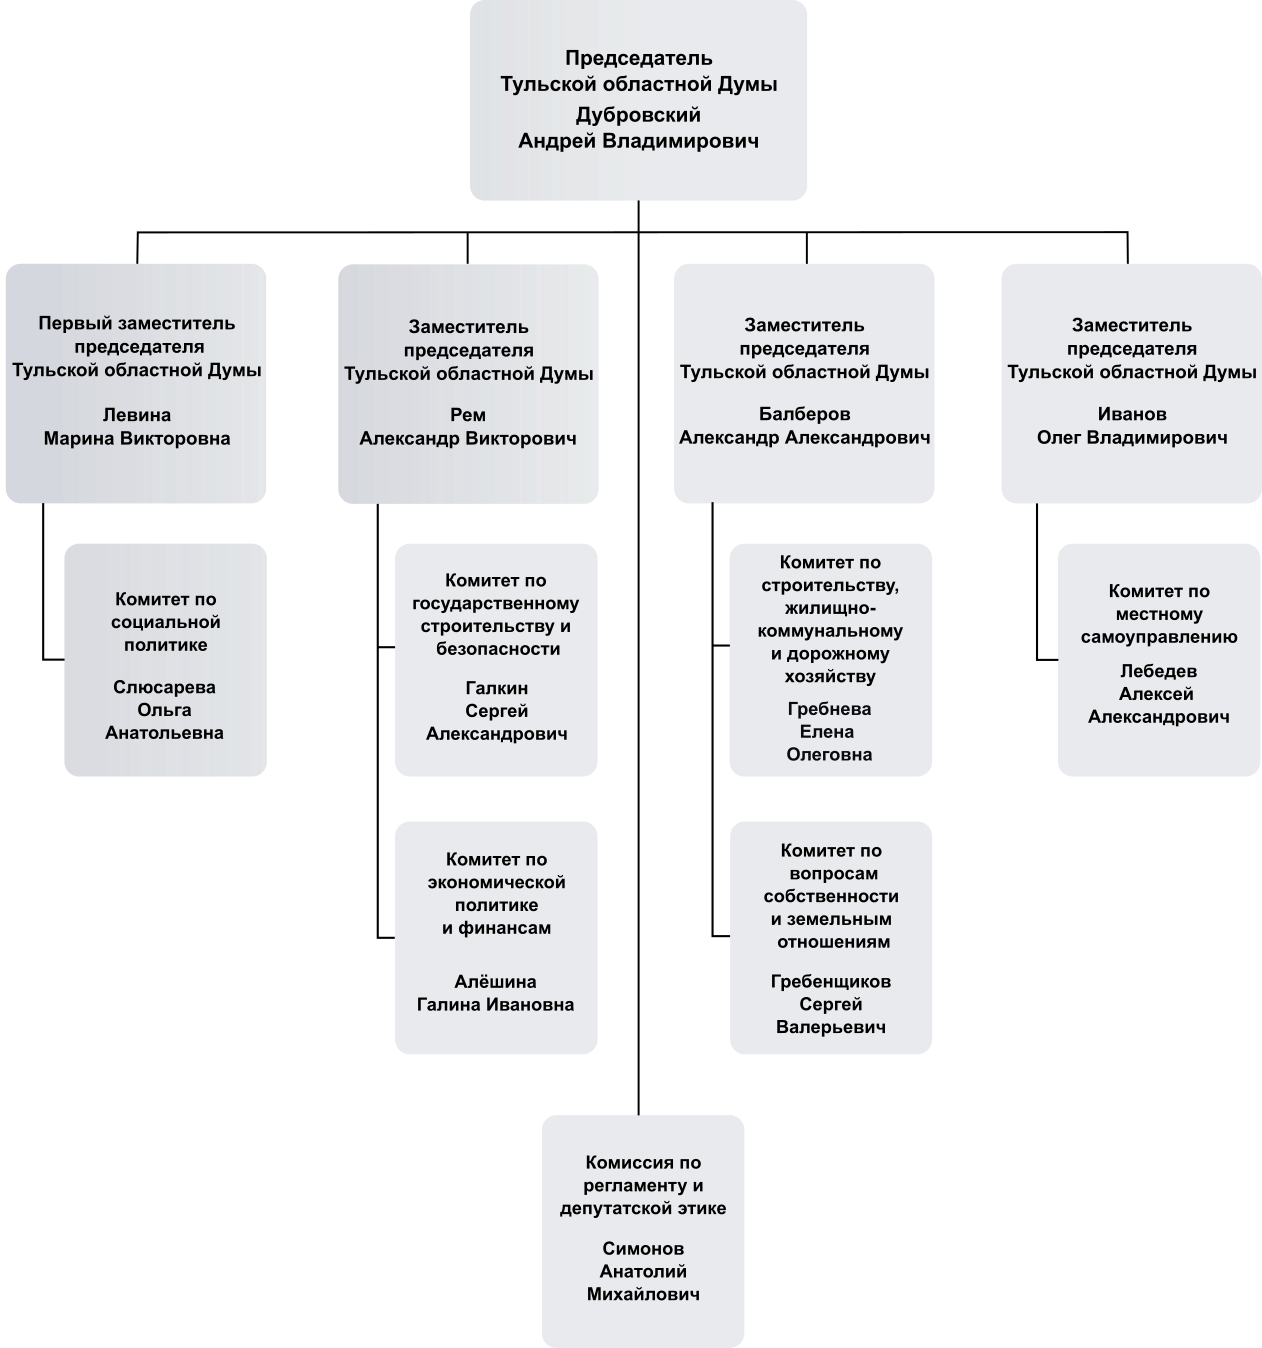 Председатель
Тульской областной Думы
Дубровский
Андрей Владимирович
Первый заместитель
председателя
Тульской областной Думы
Левина
Марина Викторовна
Заместитель
председателя
Тульской областной Думы
Рем
Александр Викторович
Заместитель
председателя
Тульской областной Думы
Балберов
Александр Александрович
Заместитель
председателя
Тульской областной Думы
Иванов
Олег Владимирович
Комитет по
социальной
политике
Слюсарева
Ольга
Анатольевна
Комитет по
государственному
строительству и
безопасности
Галкин
Сергей
Александрович
Комитет по
строительству,
жилищно-
коммунальному
и дорожному
хозяйству
Гребнева
Елена
Олеговна
Комитет по
местному
самоуправлению
Лебедев
Алексей
Александрович
Комитет по
экономической
политике
и финансам
Алёшина
Галина Ивановна
Комитет по
вопросам
собственности
и земельным
отношениям
Гребенщиков
Сергей
Валерьевич
Комиссия по
регламенту и
депутатской этике
Симонов
Анатолий
Михайлович